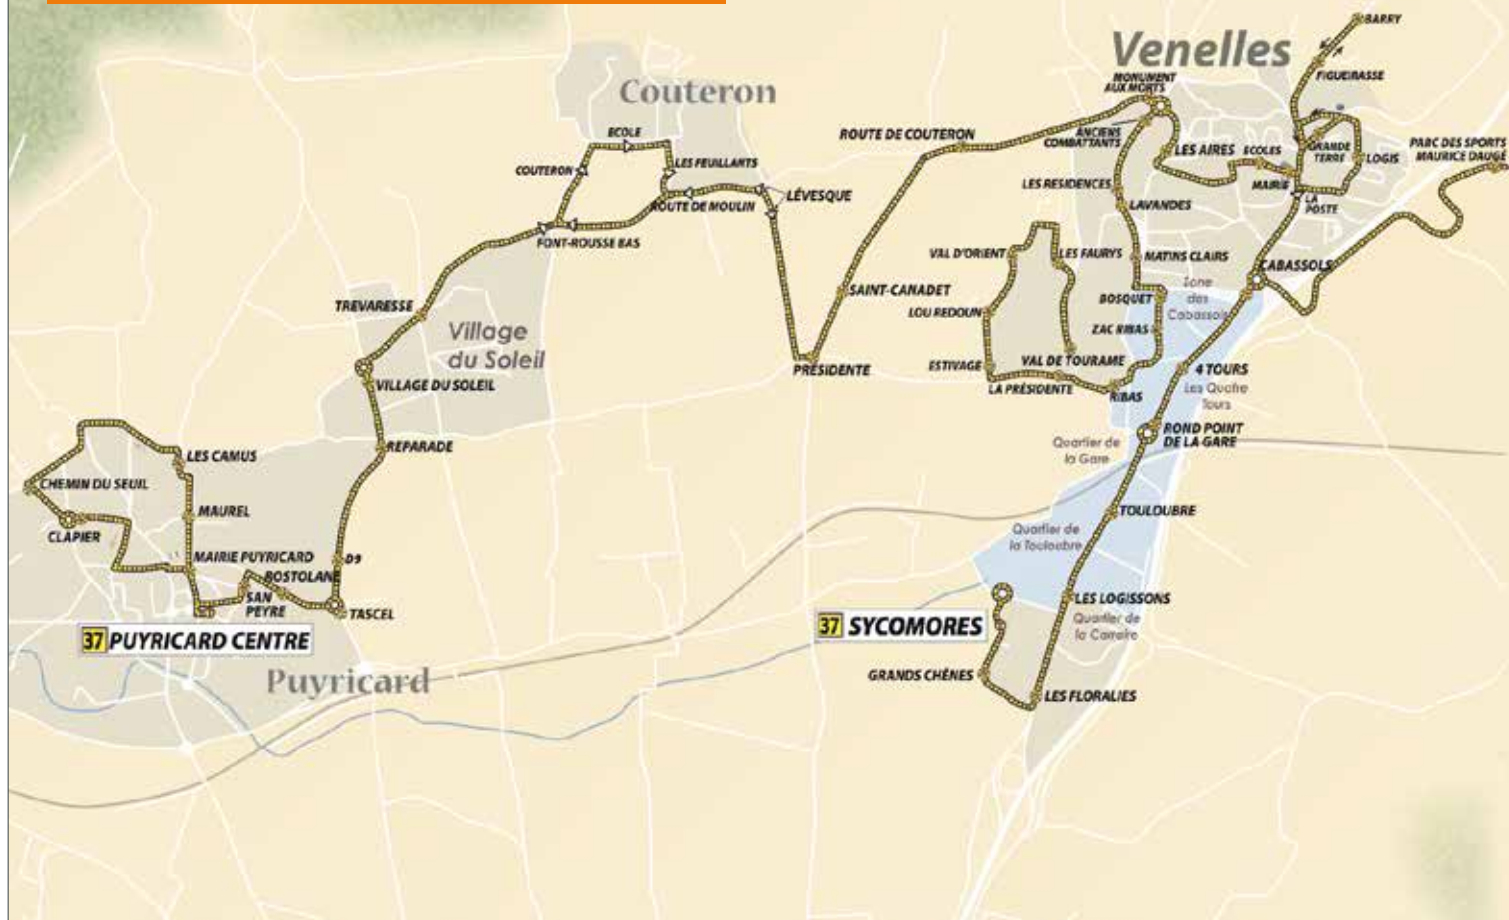 BARRY
Venelles
FIGUEIRASSE
MONUMENT
AUX MORTS
Couteron
ECOLE
ROUTE DE COUTERON
ANCIENS
COMBATTANTS
LES AIRES
ECOLES
GRANDE
TERRE
LOGIS
PARC DES SPORTS
MAURICE DAUGÉ
COUTERON
LES FEUILLANTS
LES RESIDENCES
MAIRIE
LÉVESQUE
ROUTE DE MOULIN
LAVANDES
LA
POSTE
FONT-ROUSSE BAS
VAL D'ORIENT
LES FAURYS
MATINS CLAIRS
CABASSOLS
TREVARESSE
SAINT-CANADET
BOSQUET
Zone
des
Cabassols
LOU REDOUN
ZAC RIBAS
Village
du Soleil
PRÉSIDENTE
ESTIVAGE
VAL DE TOURAME
4 TOURS
VILLAGE DU SOLEIL
LA PRÉSIDENTE
RIBAS
Les Quatre
Tours
REPARADE
ROND POINT
DE LA GARE
Quartier de
la Gare
LES CAMUS
CHEMIN DU SEUIL
MAUREL
TOULOUBRE
CLAPIER
Quartier de
la Touloubre
MAIRIE PUYRICARD
D9
ROSTOLANE
SAN
PEYRE
TASCEL
LES LOGISSONS
37 PUYRICARD CENTRE
37 SYCOMORES
Quartier de
la Carraire
Puyricard
GRANDS CHÊNES
LES FLORALIES